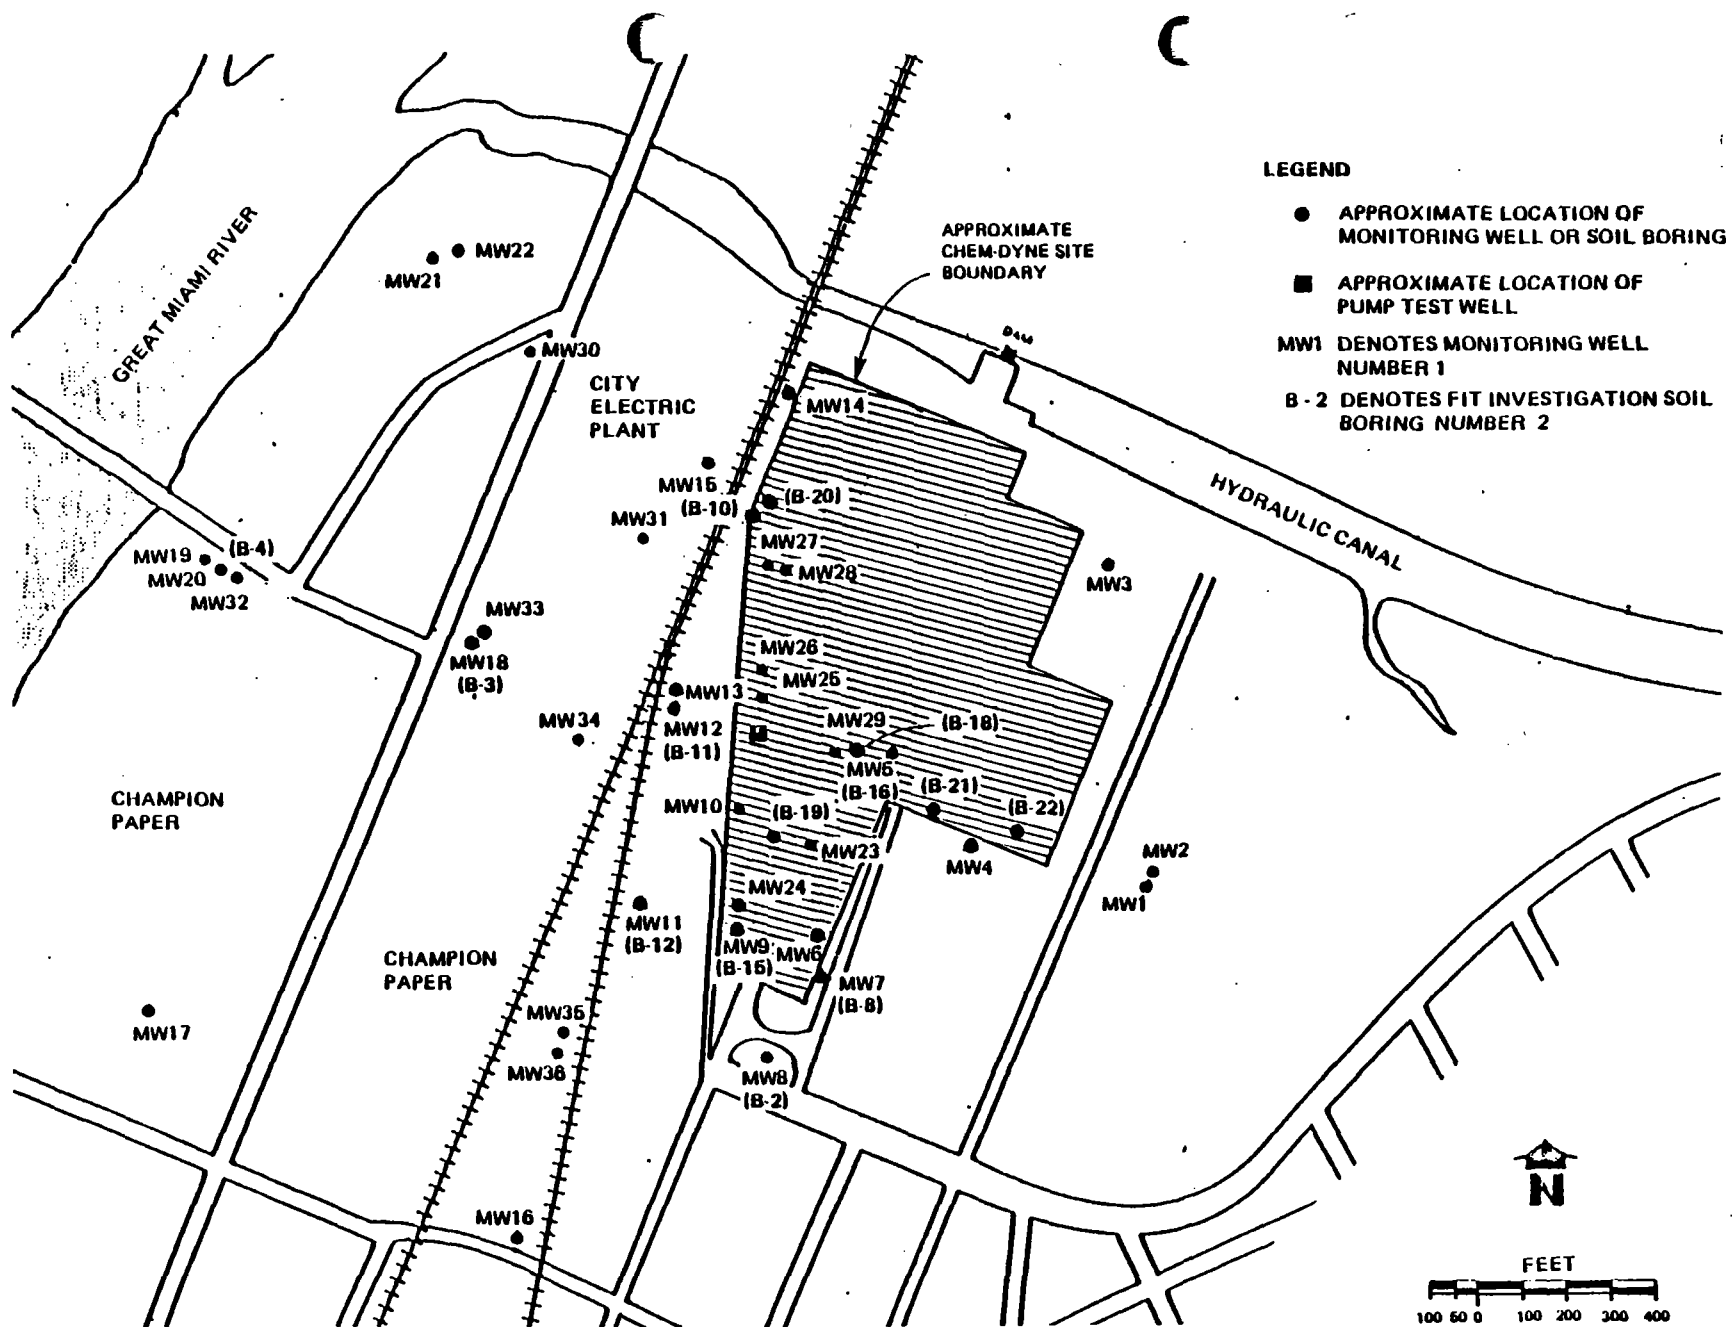 LEGEND
APPROXIMATE LOCATION OF
MONITORING WELL OR SOIL BORING
APPROXIMATE LOCATION OF
PUMP TEST WELL
MW1 DENOTES MONITORING WELL
NUMBER 1
B-2 DENOTES FIT INVESTIGATION SOIL
BORING NUMBER 2
APPROXIMATE
CHEM-DYNE SITE
BOUNDARY
GREAT MIAMI RIVER
MW22
MW21
DAM
MW30
CITY
ELECTRIC
PLANT
MW14
HYDRAULIC CANAL
MW15
(B-10)
(B-20)
MW31
MW27
MW28
MW3
MW19
(B-4)
MW20
MW32
MW33
MW18
(B-3)
MW26
MW25
MW13
MW12
(B-11)
MW34
MW29
(B-18)
MW5
(B-16)
(B-21)
(B-22)
CHAMPION
PAPER
MW10
(B-19)
MW23
MW4
MW2
MW1
MW24
MW11
(B-12)
MW9
(B-15)
MW6
MW7
(B-8)
CHAMPION
PAPER
MW17
MW35
MW36
MW8
(B-2)
MW16
N
FEET
100 50 0 100 200 300 400